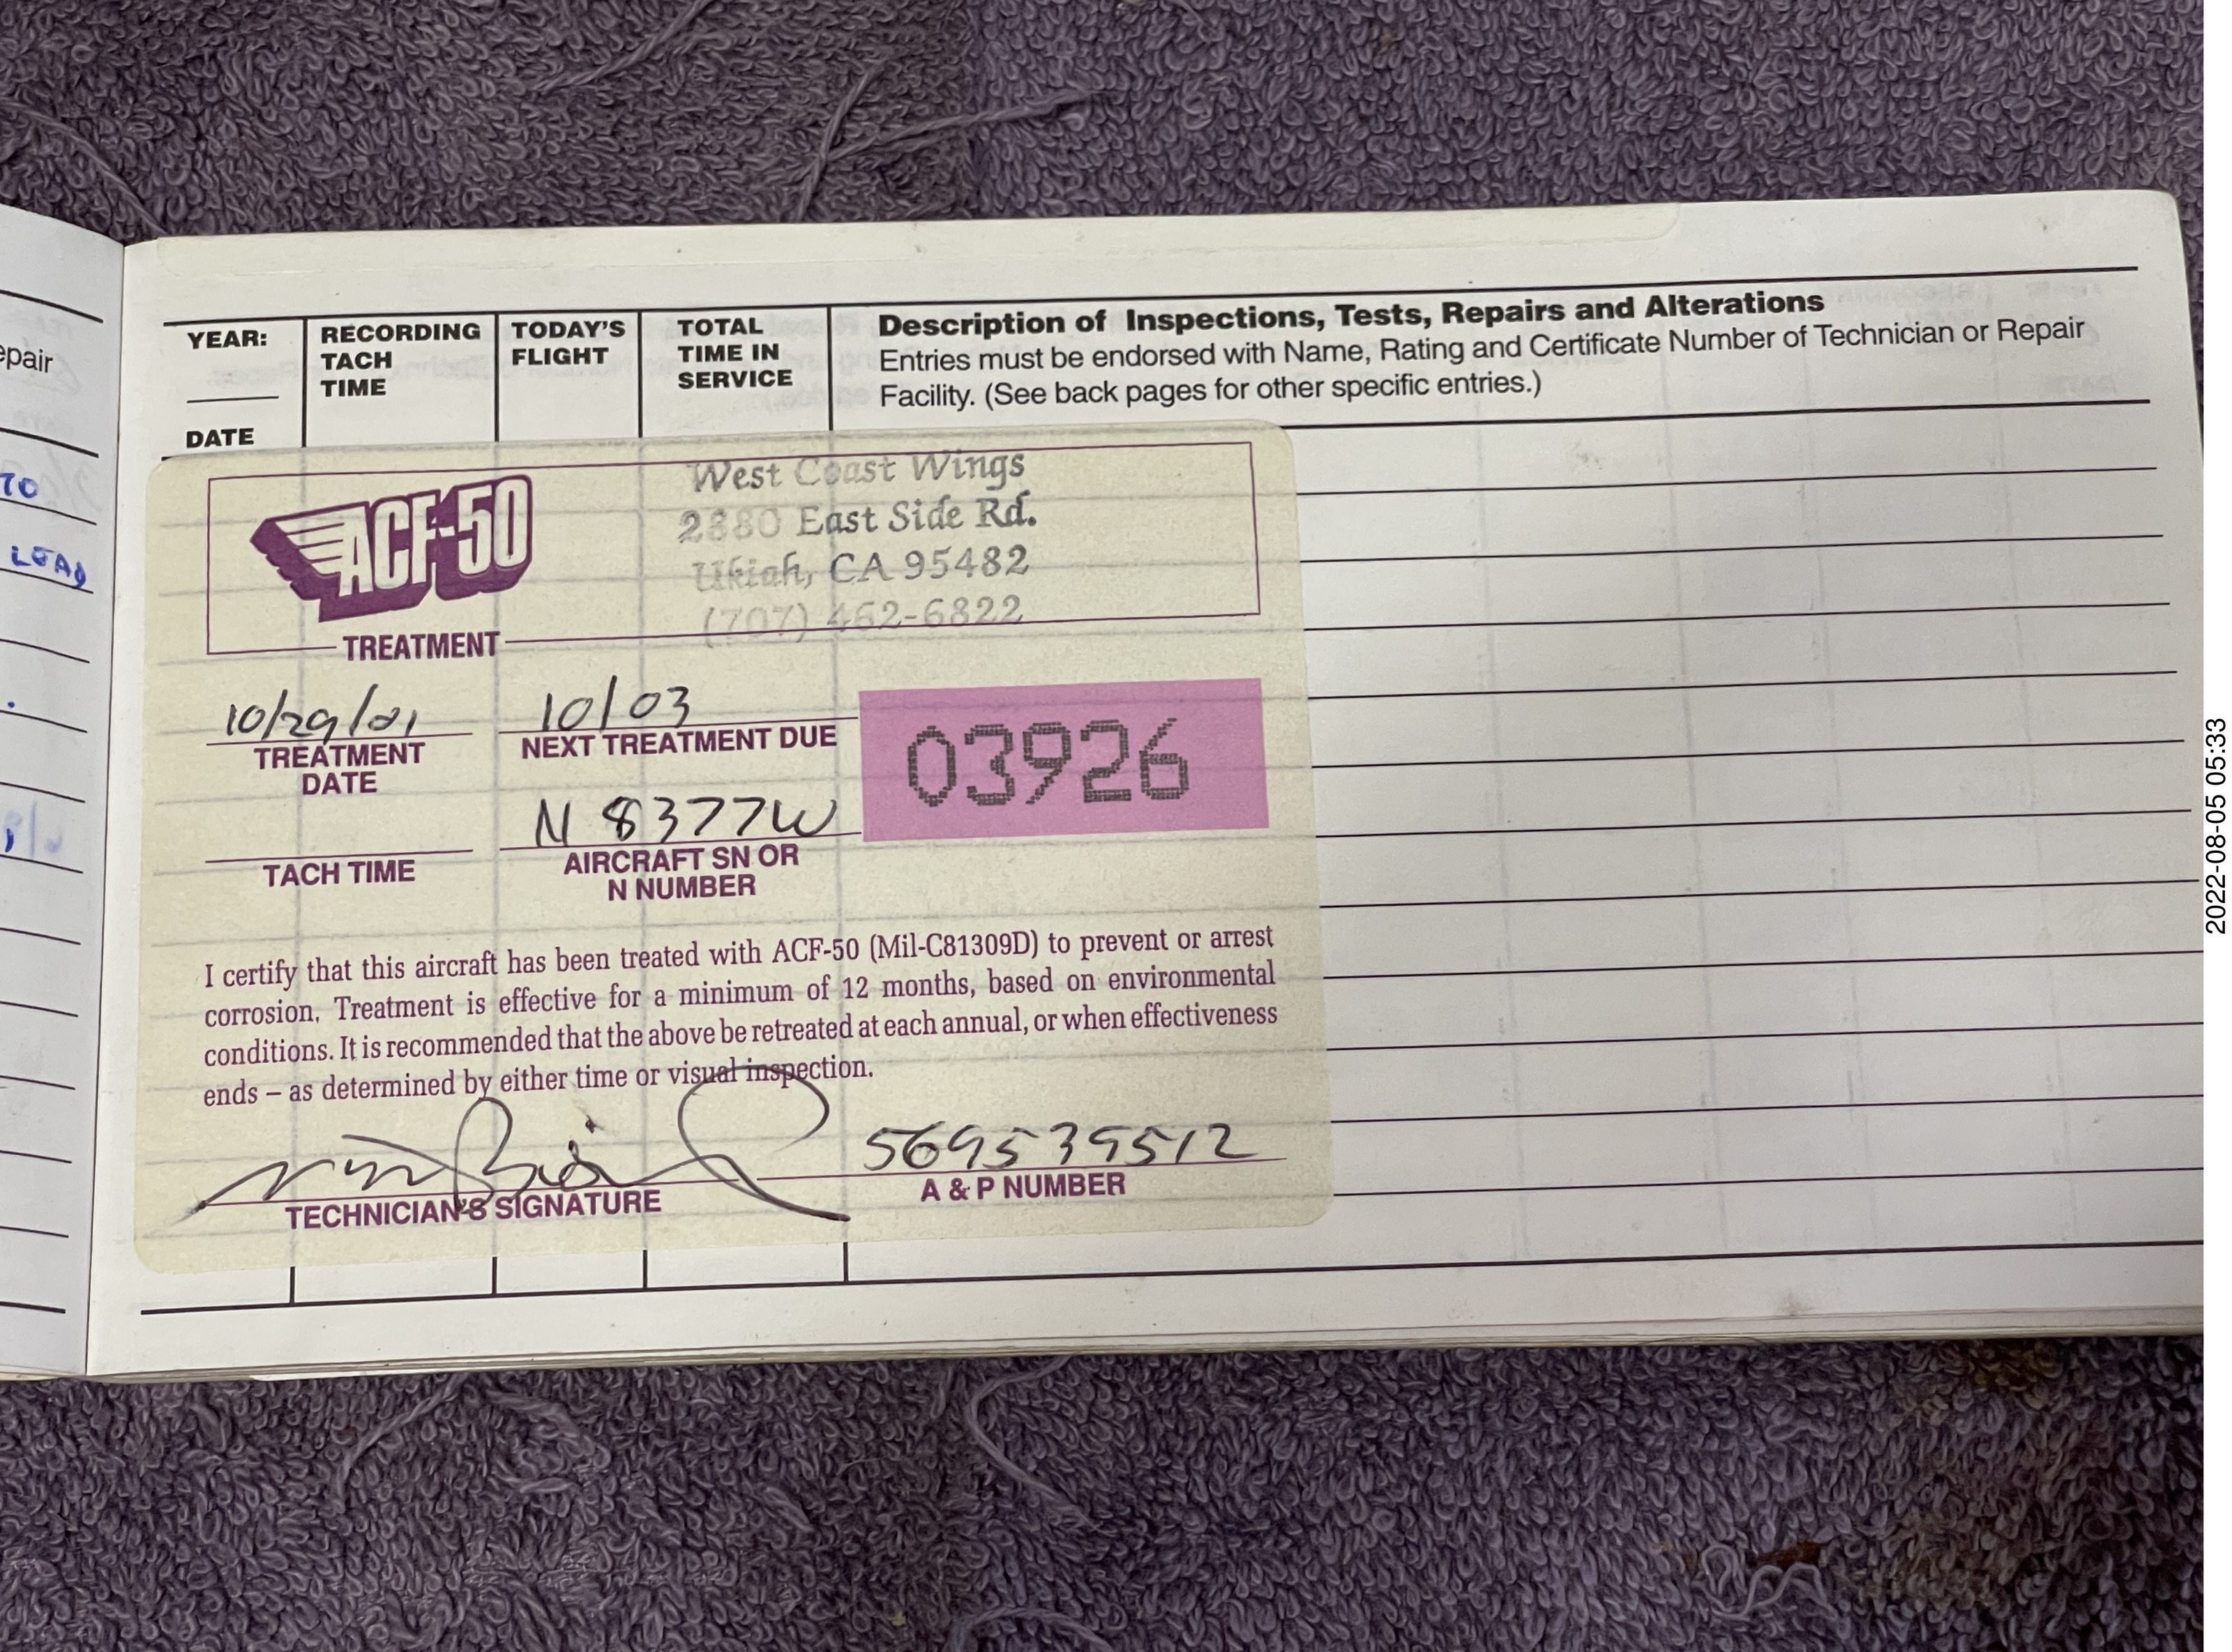 epair
TO
LEAD
YEAR:
DATE
RECORDING
TACH
TIME
TODAY'S
FLIGHT
TOTAL
TIME IN
SERVICE
Description of Inspections, Tests, Repairs and Alterations
Entries must be endorsed with Name, Rating and Certificate Number of Technician or Repair
Facility. (See back pages for other specific entries.)
ACF-50
TREATMENT
West Coast Wings
2880 East Side Rd.
Ukiah, CA 95482
(707) 462-6822
10/29/01
TREATMENT
DATE
10/03
NEXT TREATMENT DUE
03926
TACH TIME
N 8377W
AIRCRAFT SN OR
N NUMBER
I certify that this aircraft has been treated with ACF-50 (Mil-C81309D) to prevent or arrest
corrosion. Treatment is effective for a minimum of 12 months, based on environmental
conditions. It is recommended that the above be retreated at each annual, or when effectiveness
ends – as determined by either time or visual inspection.
TECHNICIAN'S SIGNATURE
569539512
A & P NUMBER
2022-08-05 05:33